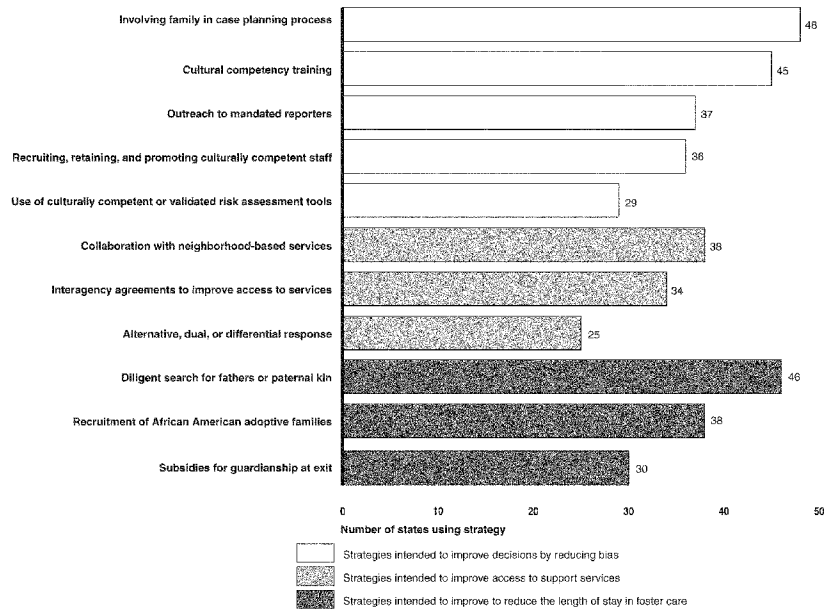 Involving family in case planning process
48
Cultural competency training
45
Outreach to mandated reporters
37
Recruiting, retaining, and promoting culturally competent staff
36
Use of culturally competent or validated risk assessment tools
29
Collaboration with neighborhood-based services
38
Interagency agreements to improve access to services
34
Alternative, dual, or differential response
25
Diligent search for fathers or paternal kin
46
Recruitment of African American adoptive families
38
Subsidies for guardianship at exit
30
0 10 20 30 40 50
Number of states using strategy
Strategies intended to improve decisions by reducing bias
Strategies intended to improve access to support services
Strategies intended to improve to reduce the length of stay in foster care